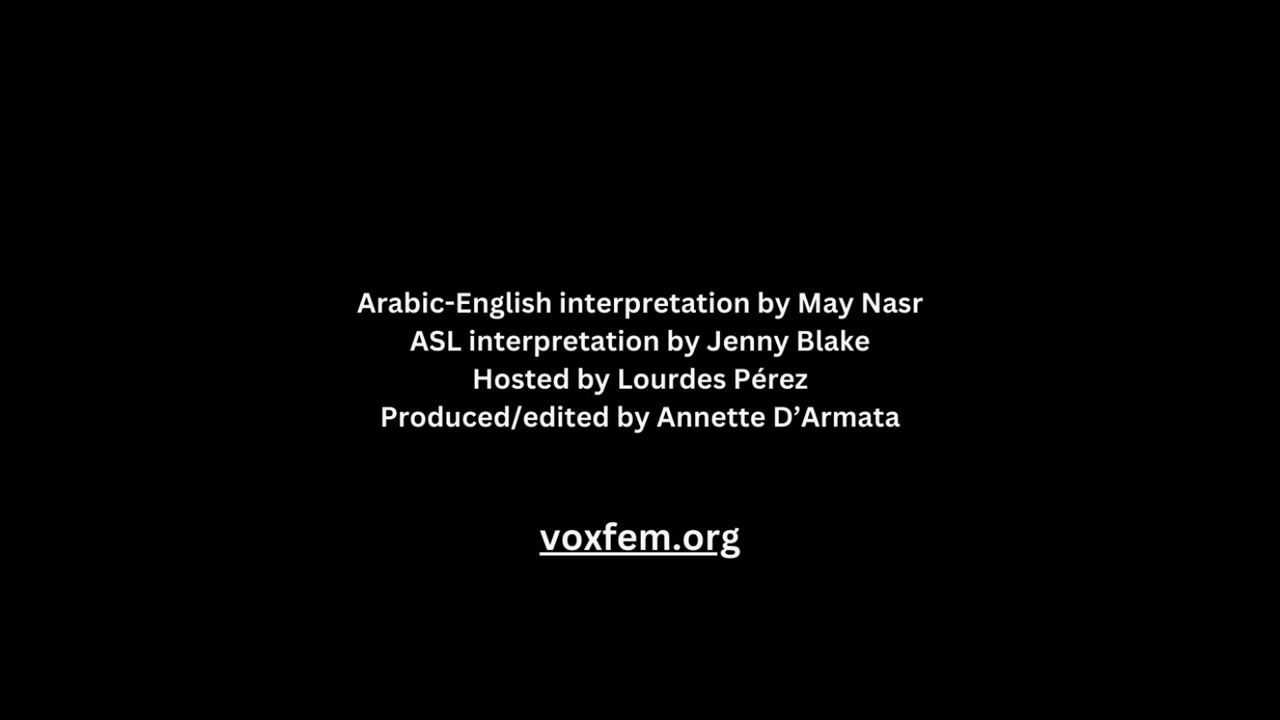 Arabic-English interpretation by May Nasr
ASL interpretation by Jenny Blake
Hosted by Lourdes Pérez
Produced/edited by Annette D’Armata
voxfem.org